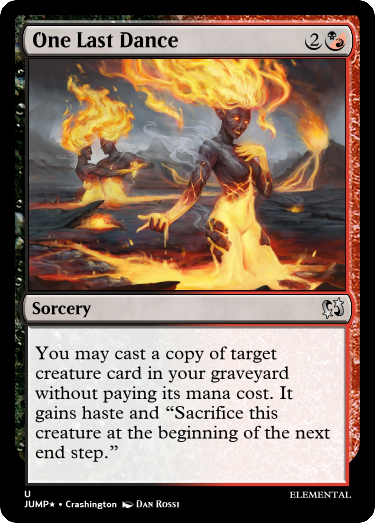 One Last Dance 2
Sorcery
You may cast a copy of target
creature card in your graveyard
without paying its mana cost. It
gains haste and “Sacrifice this
creature at the beginning of the next
end step.”
U
JUMP★ • Crashington Dan Rossi
ELEMENTAL